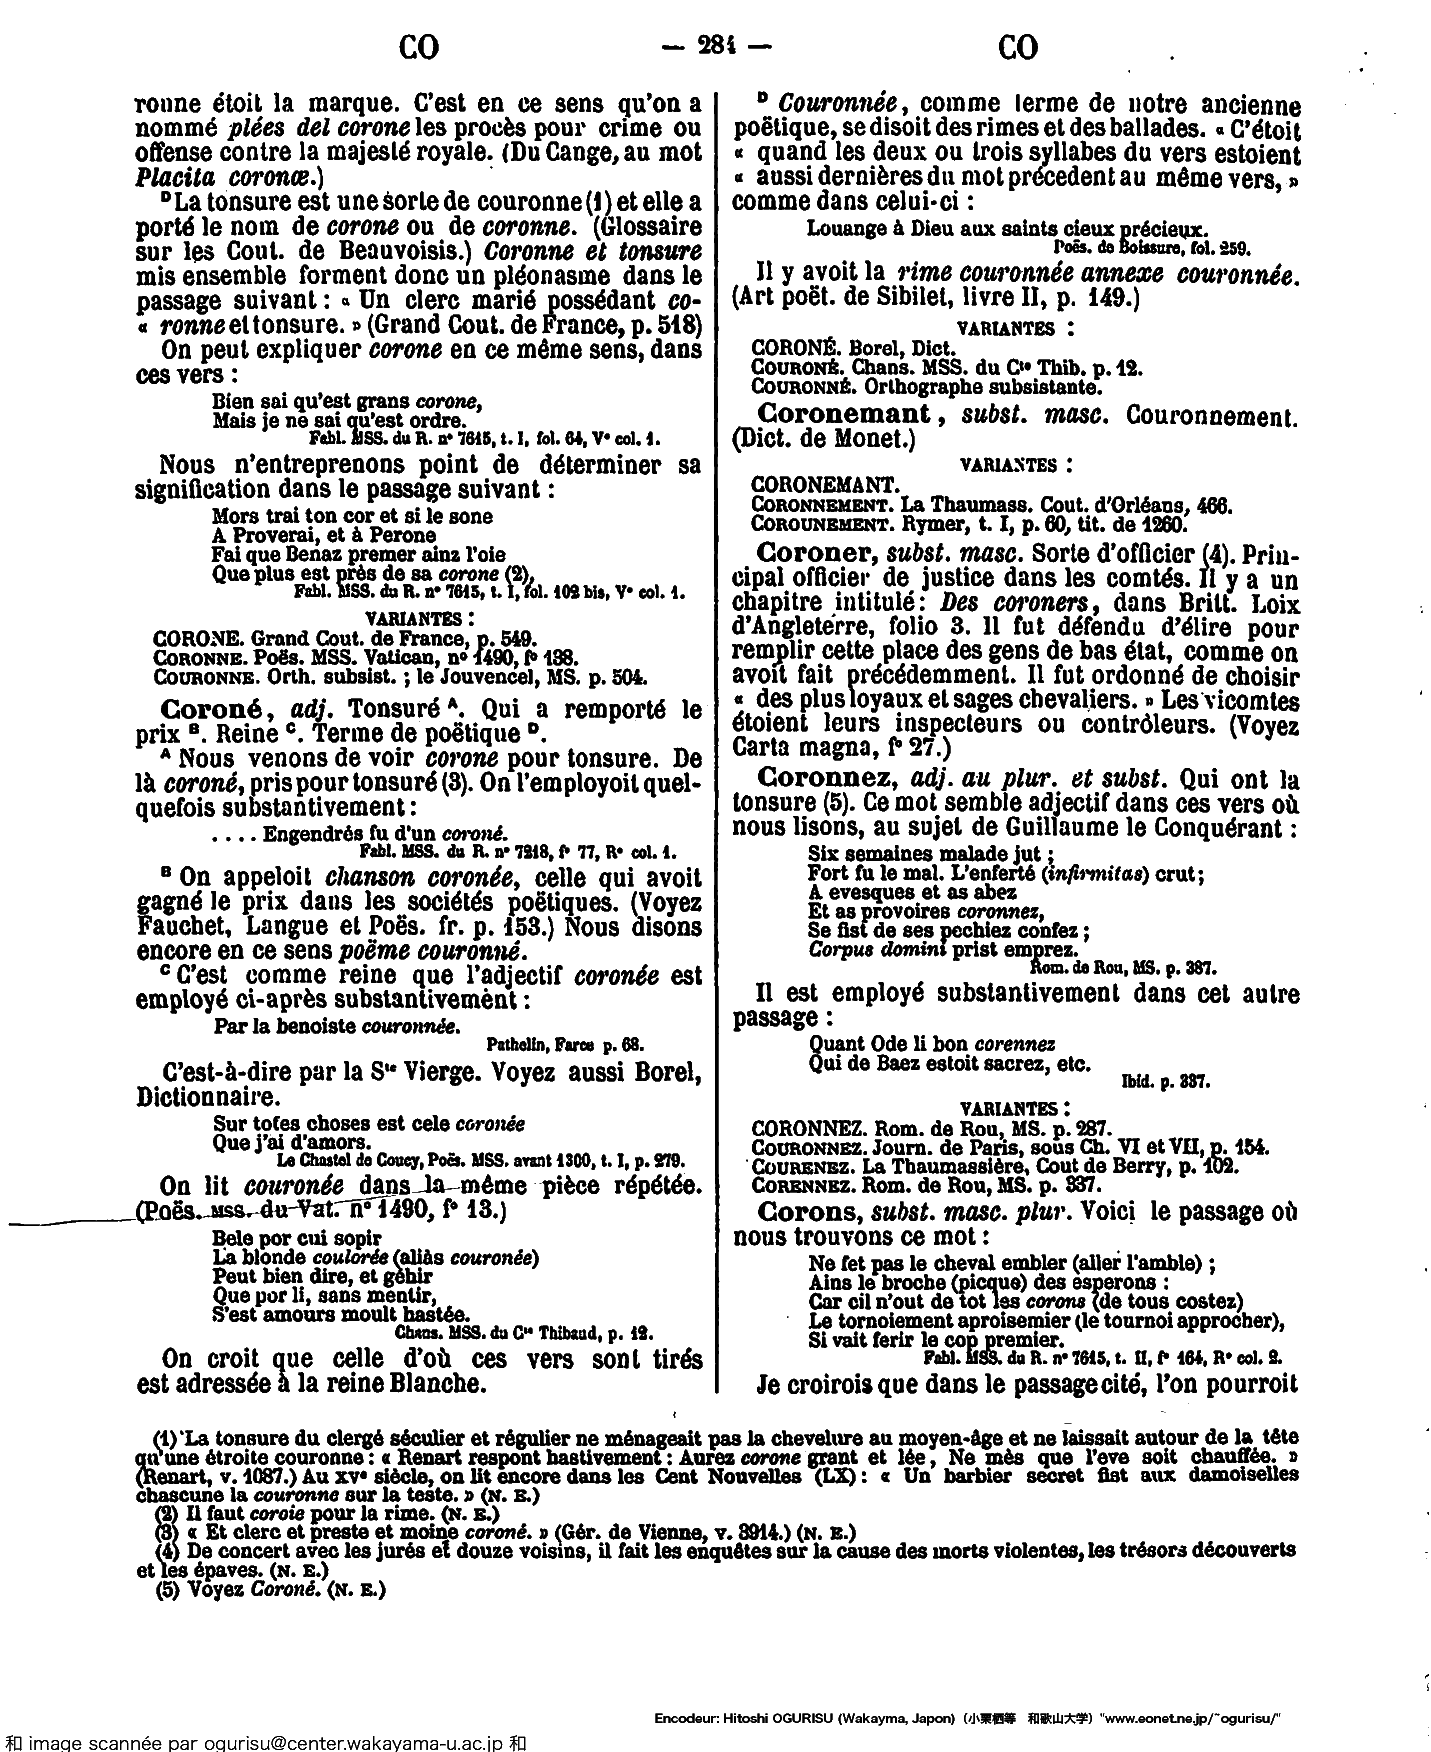 CO — 284 — CO
ronne étoit la marque. C'est en ce sens qu'on a
nommé plées del corone les procès pour crime ou
offense contre la majesté royale. (Du Cange, au mot
Placita coronæ.)
D La tonsure est une sorte de couronne (1) et elle a
porté le nom de corone ou de coronne. (Glossaire
sur les Cout. de Beauvoisis.) Coronne et tonsure
mis ensemble forment donc un pléonasme dans le
passage suivant : « Un clerc marié possédant co-
« ronne et tonsure. » (Grand Cout. de France, p. 518)
On peut expliquer corone en ce même sens, dans
ces vers :
Bien sai qu'est grans corone,
Mais je ne sai qu'est ordre.
Fabl. MSS. du R. nº 7615, t. I, fol. 64, Vº col. 1.
Nous n'entreprenons point de déterminer sa
signification dans le passage suivant :
Mors trai ton cor et si le sone
A Proverai, et à Perone
Fai que Benaz premer ainz l'oie
Que plus est près de sa corone (2),
Fabl. MSS. du R. nº 7615, t. I, fol. 102 bis, Vº col. 1.
VARIANTES :
CORONE. Grand Cout. de France, p. 549.
CORONNE. Poës. MSS. Vatican, nº 1490, fº 138.
COURONNE. Orth. subsist. ; le Jouvencel, MS. p. 504.
Coroné, adj. Tonsuré A. Qui a remporté le
prix B. Reine C. Terme de poëtique D.
A Nous venons de voir corone pour tonsure. De
là coroné, pris pour tonsuré (3). On l'employoit quel-
quefois substantivement :
.... Engendrés fu d'un coroné.
Fabl. MSS. du R. nº 7218, fº 77, Rº col. 1.
B On appeloit chanson coronée, celle qui avoit
gagné le prix dans les sociétés poëtiques. (Voyez
Fauchet, Langue et Poës. fr. p. 153.) Nous disons
encore en ce sens poëme couronné.
C C'est comme reine que l'adjectif coronée est
employé ci-après substantivement :
Par la benoiste couronnée.
Pathelin, Farce p. 68.
C'est-à-dire par la Ste Vierge. Voyez aussi Borel,
Dictionnaire.
Sur totes choses est cele coronée
Que j'ai d'amors.
Le Chastel de Coucy, Poës. MSS. avant 1300, t. I, p. 279.
On lit couronée dans la même pièce répétée.
(Poës. MSS. du Vat. nº 1490, fº 13.)
Bele por cui sopir
La blonde coulorée (aliàs couronée)
Peut bien dire, et géhir
Que por li, sans mentir,
S'est amours moult hastée.
Chans. MSS. du Cte Thibaud, p. 12.
On croit que celle d'où ces vers sont tirés
est adressée à la reine Blanche.
D Couronnée, comme terme de notre ancienne
poëtique, se disoit des rimes et des ballades. « C'étoit
« quand les deux ou trois syllabes du vers estoient
« aussi dernières du mot précedent au même vers, »
comme dans celui-ci :
Louange à Dieu aux saints cieux précieux.
Poës. de Boissure, fol. 259.
Il y avoit la rime couronnée annexe couronnée.
(Art poët. de Sibilet, livre II, p. 149.)
VARIANTES :
CORONÉ. Borel, Dict.
COURONÉ. Chans. MSS. du Cte Thib. p. 12.
COURONNÉ. Orthographe subsistante.
Coronemant, subst. masc. Couronnement.
(Dict. de Monet.)
VARIANTES :
CORONEMANT.
CORONNEMENT. La Thaumass. Cout. d'Orléans, 466.
COROUNEMENT. Rymer, t. I, p. 60, tit. de 1260.
Coroner, subst. masc. Sorte d'officier (4). Prin-
cipal officier de justice dans les comtés. Il y a un
chapitre intitulé : Des coroners, dans Britt. Loix
d'Angleterre, folio 3. Il fut défendu d'élire pour
remplir cette place des gens de bas état, comme on
avoit fait précédemment. Il fut ordonné de choisir
« des plus loyaux et sages chevaliers. » Les vicomtes
étoient leurs inspecteurs ou contrôleurs. (Voyez
Carta magna, fº 27.)
Coronnez, adj. au plur. et subst. Qui ont la
tonsure (5). Ce mot semble adjectif dans ces vers où
nous lisons, au sujet de Guillaume le Conquérant :
Six semaines malade jut ;
Fort fu le mal. L'enferté (infirmitas) crut ;
A evesques et as abez
Et as provoires coronnez,
Se fist de ses pechiez confez ;
Corpus domini prist emprez.
Rom. de Rou, MS. p. 387.
Il est employé substantivement dans cet autre
passage :
Quant Ode li bon corennez
Qui de Baez estoit sacrez, etc.
Ibid. p. 337.
VARIANTES :
CORONNEZ. Rom. de Rou, MS. p. 287.
COURONNEZ. Journ. de Paris, sous Ch. VI et VII, p. 154.
COURENEZ. La Thaumassière, Cout de Berry, p. 102.
CORENNEZ. Rom. de Rou, MS. p. 337.
Corons, subst. masc. plur. Voici le passage où
nous trouvons ce mot :
Ne fet pas le cheval embler (aller l'amble) ;
Ains le broche (picque) des esperons :
Car cil n'out de tot les corons (de tous costez)
Le tornoiement aproisemier (le tournoi approcher),
Si vait ferir le cop premier.
Fabl. MSS. du R. nº 7615, t. II, fº 164, Rº col. 2.
Je croirois que dans le passage cité, l'on pourroit
(1) La tonsure du clergé séculier et régulier ne ménageait pas la chevelure au moyen-âge et ne laissait autour de la tête
qu'une étroite couronne : « Renart respont hastivement : Aurez corone grant et lée, Ne mès que l'eve soit chauffée. »
(Renart, v. 1087.) Au XVe siècle, on lit encore dans les Cent Nouvelles (LX) : « Un barbier secret fist aux damoiselles
chascune la couronne sur la teste. » (N. E.)
(2) Il faut coroie pour la rime. (N. E.)
(3) « Et clerc et preste et moine coroné. » (Gér. de Vienne, v. 3914.) (N. E.)
(4) De concert avec les jurés et douze voisins, il fait les enquêtes sur la cause des morts violentes, les trésors découverts
et les épaves. (N. E.)
(5) Voyez Coroné. (N. E.)
Encodeur: Hitoshi OGURISU (Wakayma, Japon) (小栗栖等 和歌山大学) "www.eonet.ne.jp/~ogurisu/"
和 image scannée par ogurisu@center.wakayama-u.ac.jp 和